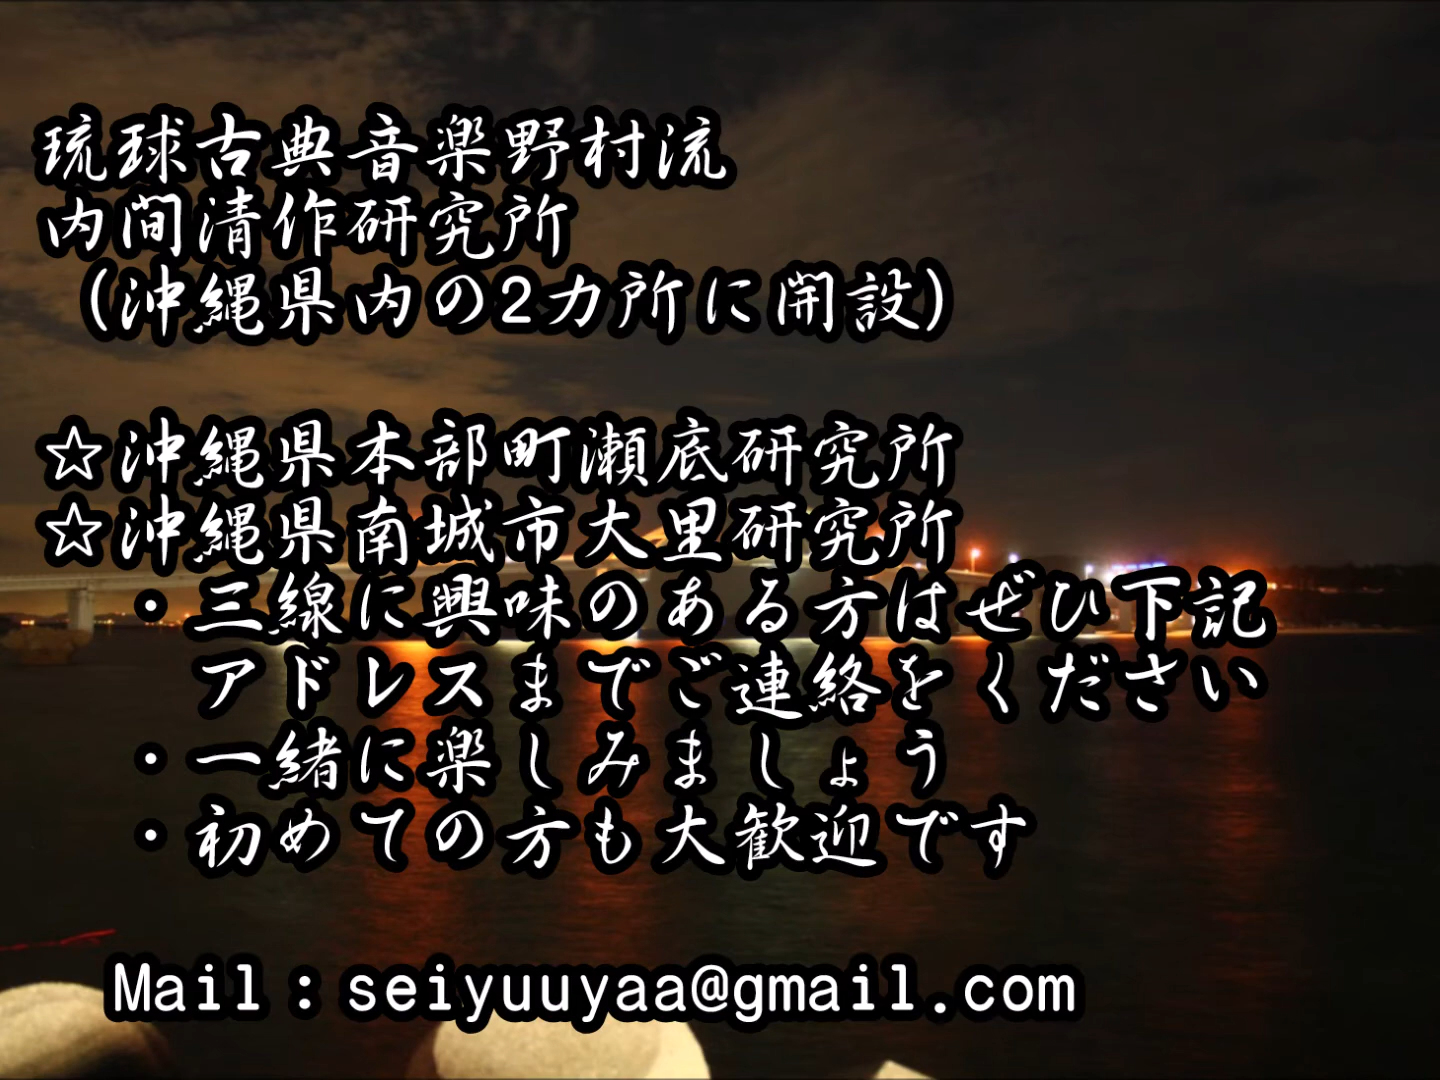 琉球古典音楽野村流
内間清作研究所
（沖縄県内の2カ所に開設）
☆沖縄県本部町瀬底研究所
☆沖縄県南城市大里研究所
・三線に興味のある方はぜひ下記
アドレスまでご連絡をください
・一緒に楽しみましょう
・初めての方も大歓迎です
Mail：seiyuuyaa@gmail.com